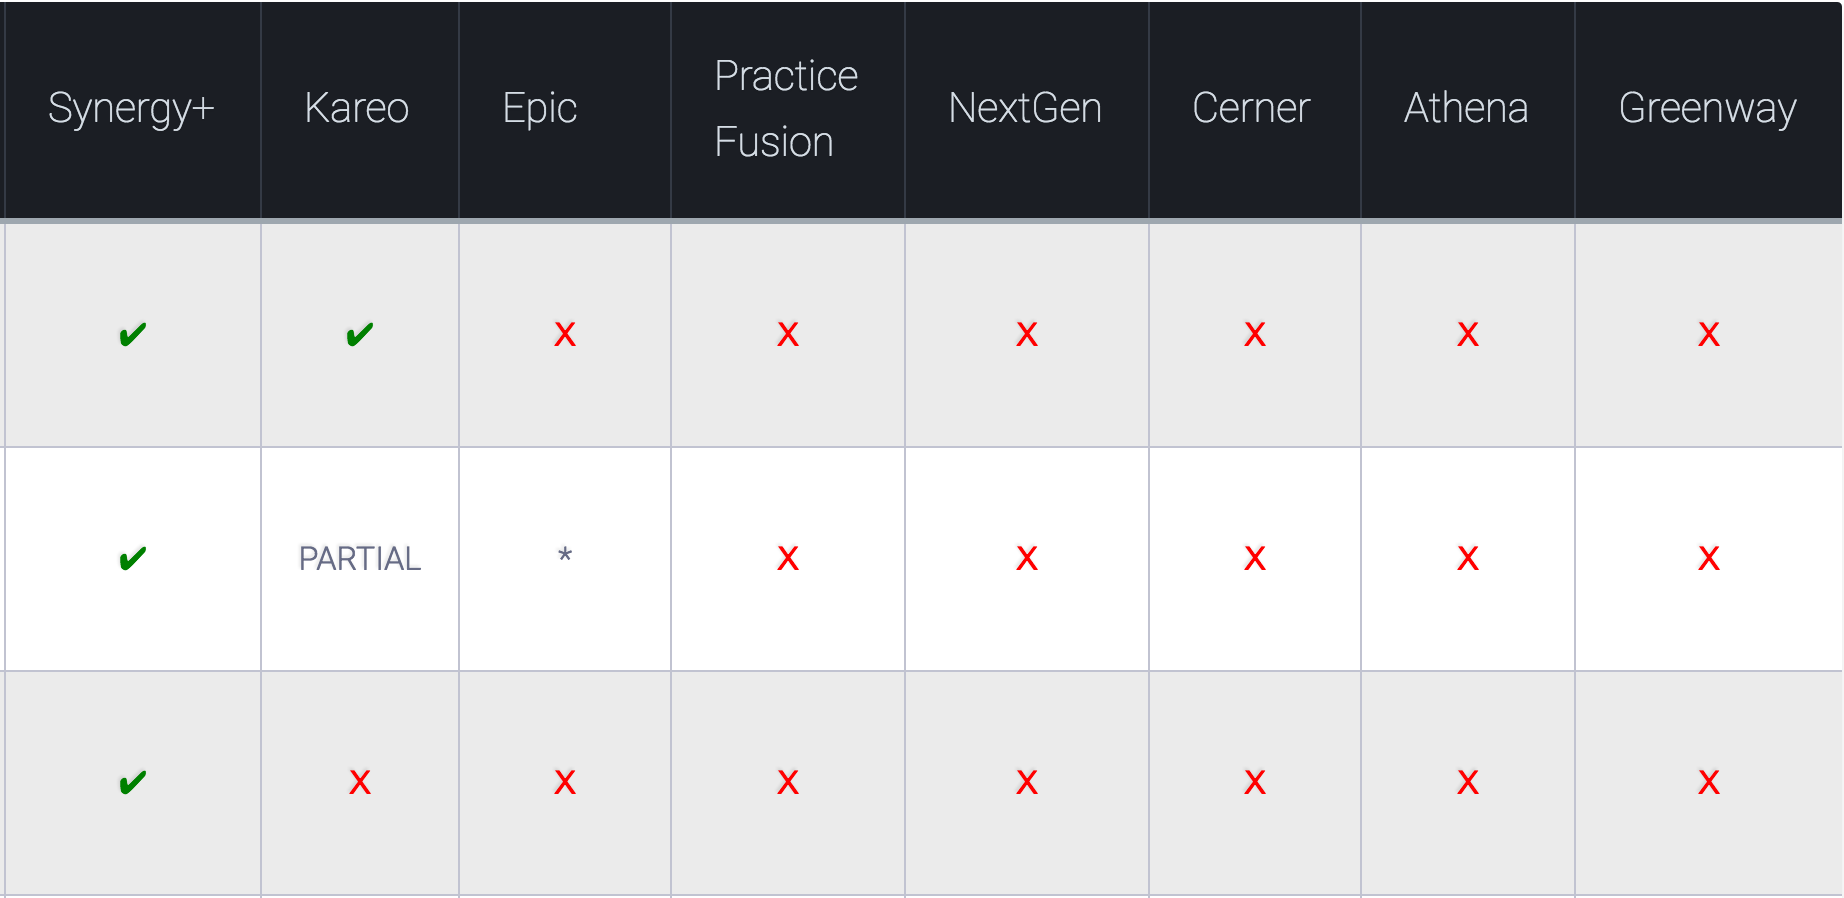 Synergy+ Kareo Epic Practice Fusion NextGen Cerner Athena Greenway
✔ ✔ X X X X X X
✔ PARTIAL * X X X X X
✔ X X X X X X X